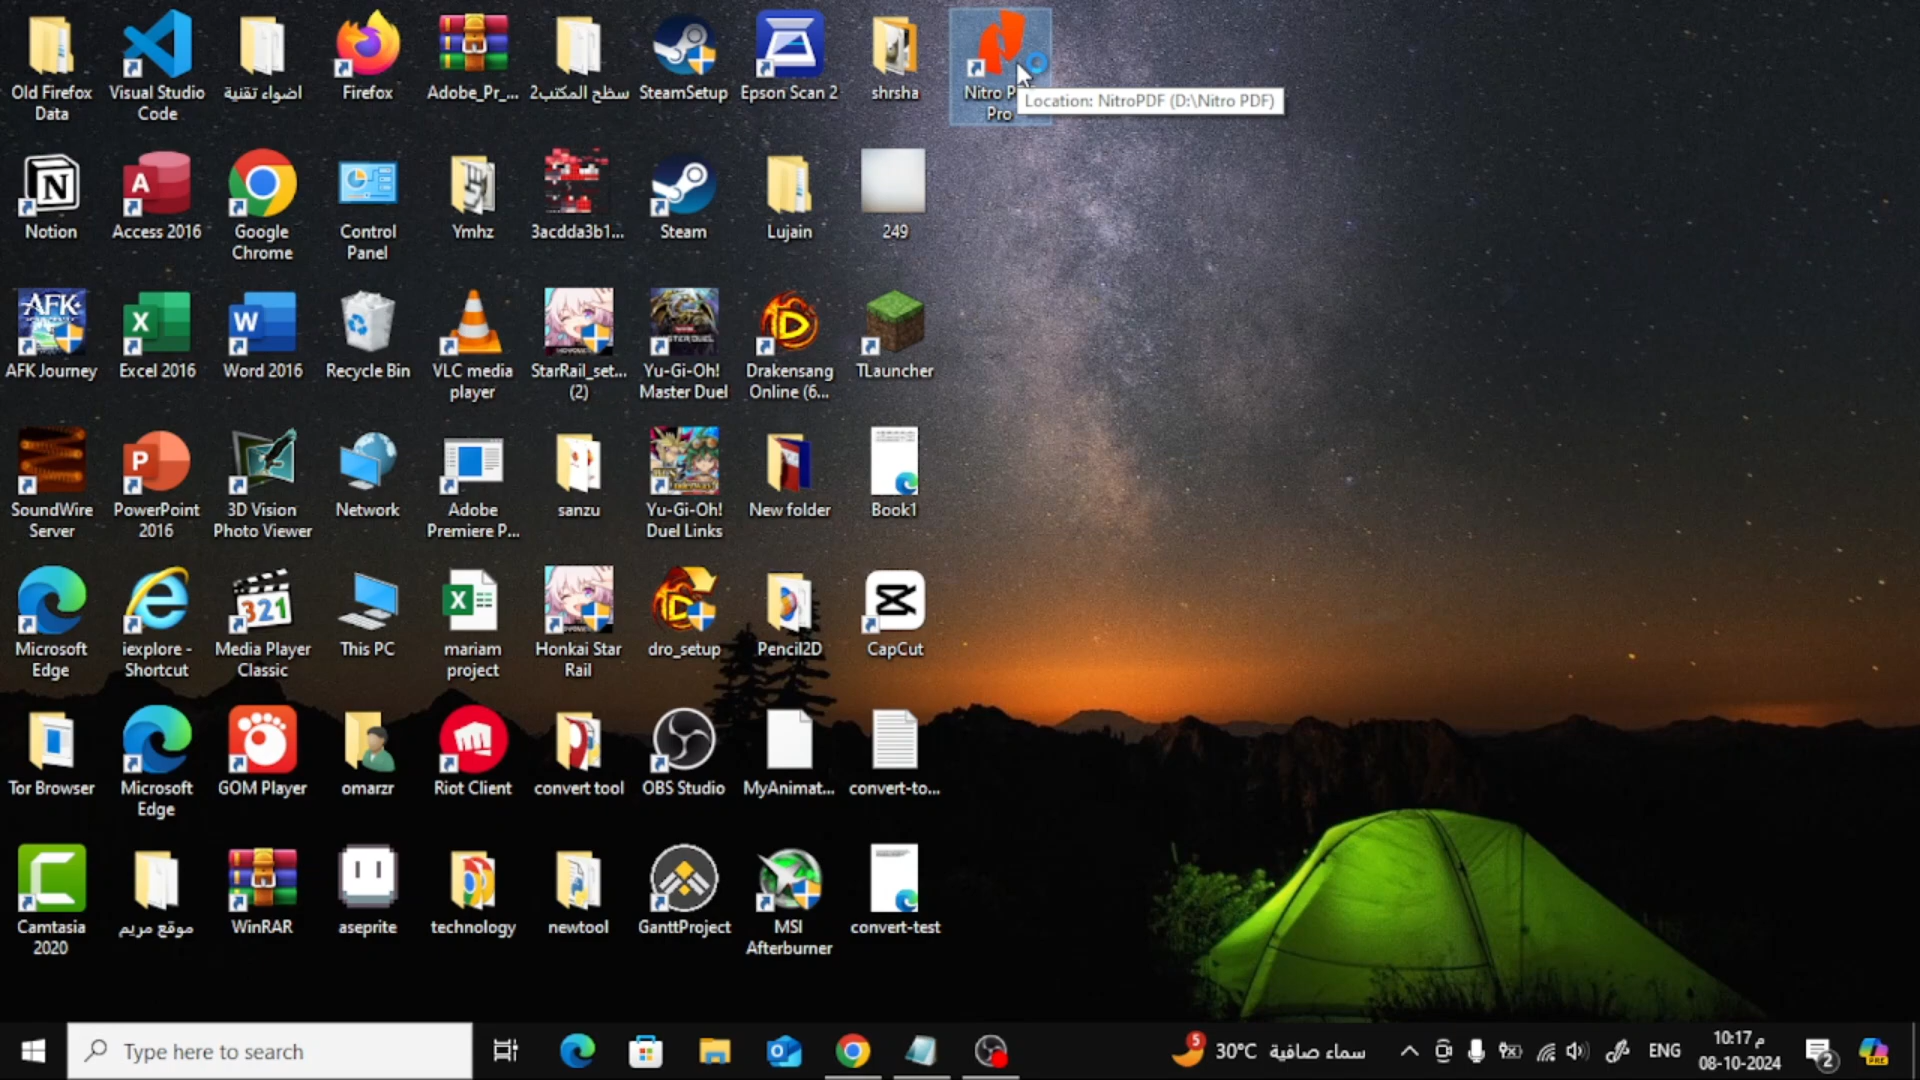 Old Firefox
Data
Visual Studio
Code
اضواء تقنية
Firefox
Adobe_Pr_...
سطح المكتب2
SteamSetup
Epson Scan 2
shrsha
Nitro P
Pro
Location: NitroPDF (D:\Nitro PDF)
Notion
Access 2016
Google
Chrome
Control
Panel
Ymhz
3acdda3b1...
Steam
Lujain
249
AFK Journey
Excel 2016
Word 2016
Recycle Bin
VLC media
player
StarRail_set...
(2)
Yu-Gi-Oh!
Master Duel
Drakensang
Online (6...
TLauncher
SoundWire
Server
PowerPoint
2016
3D Vision
Photo Viewer
Network
Adobe
Premiere P...
sanzu
Yu-Gi-Oh!
Duel Links
New folder
Book1
Microsoft
Edge
iexplore -
Shortcut
Media Player
Classic
This PC
mariam
project
Honkai Star
Rail
dro_setup
Pencil2D
CapCut
Tor Browser
Microsoft
Edge
GOM Player
omarzr
Riot Client
convert tool
OBS Studio
MyAnimat...
convert-to...
Camtasia
2020
موقع مريم
WinRAR
aseprite
technology
newtool
GanttProject
MSI
Afterburner
convert-test
Type here to search
5
30°C سماء صافية
ENG
10:17 م
08-10-2024
2